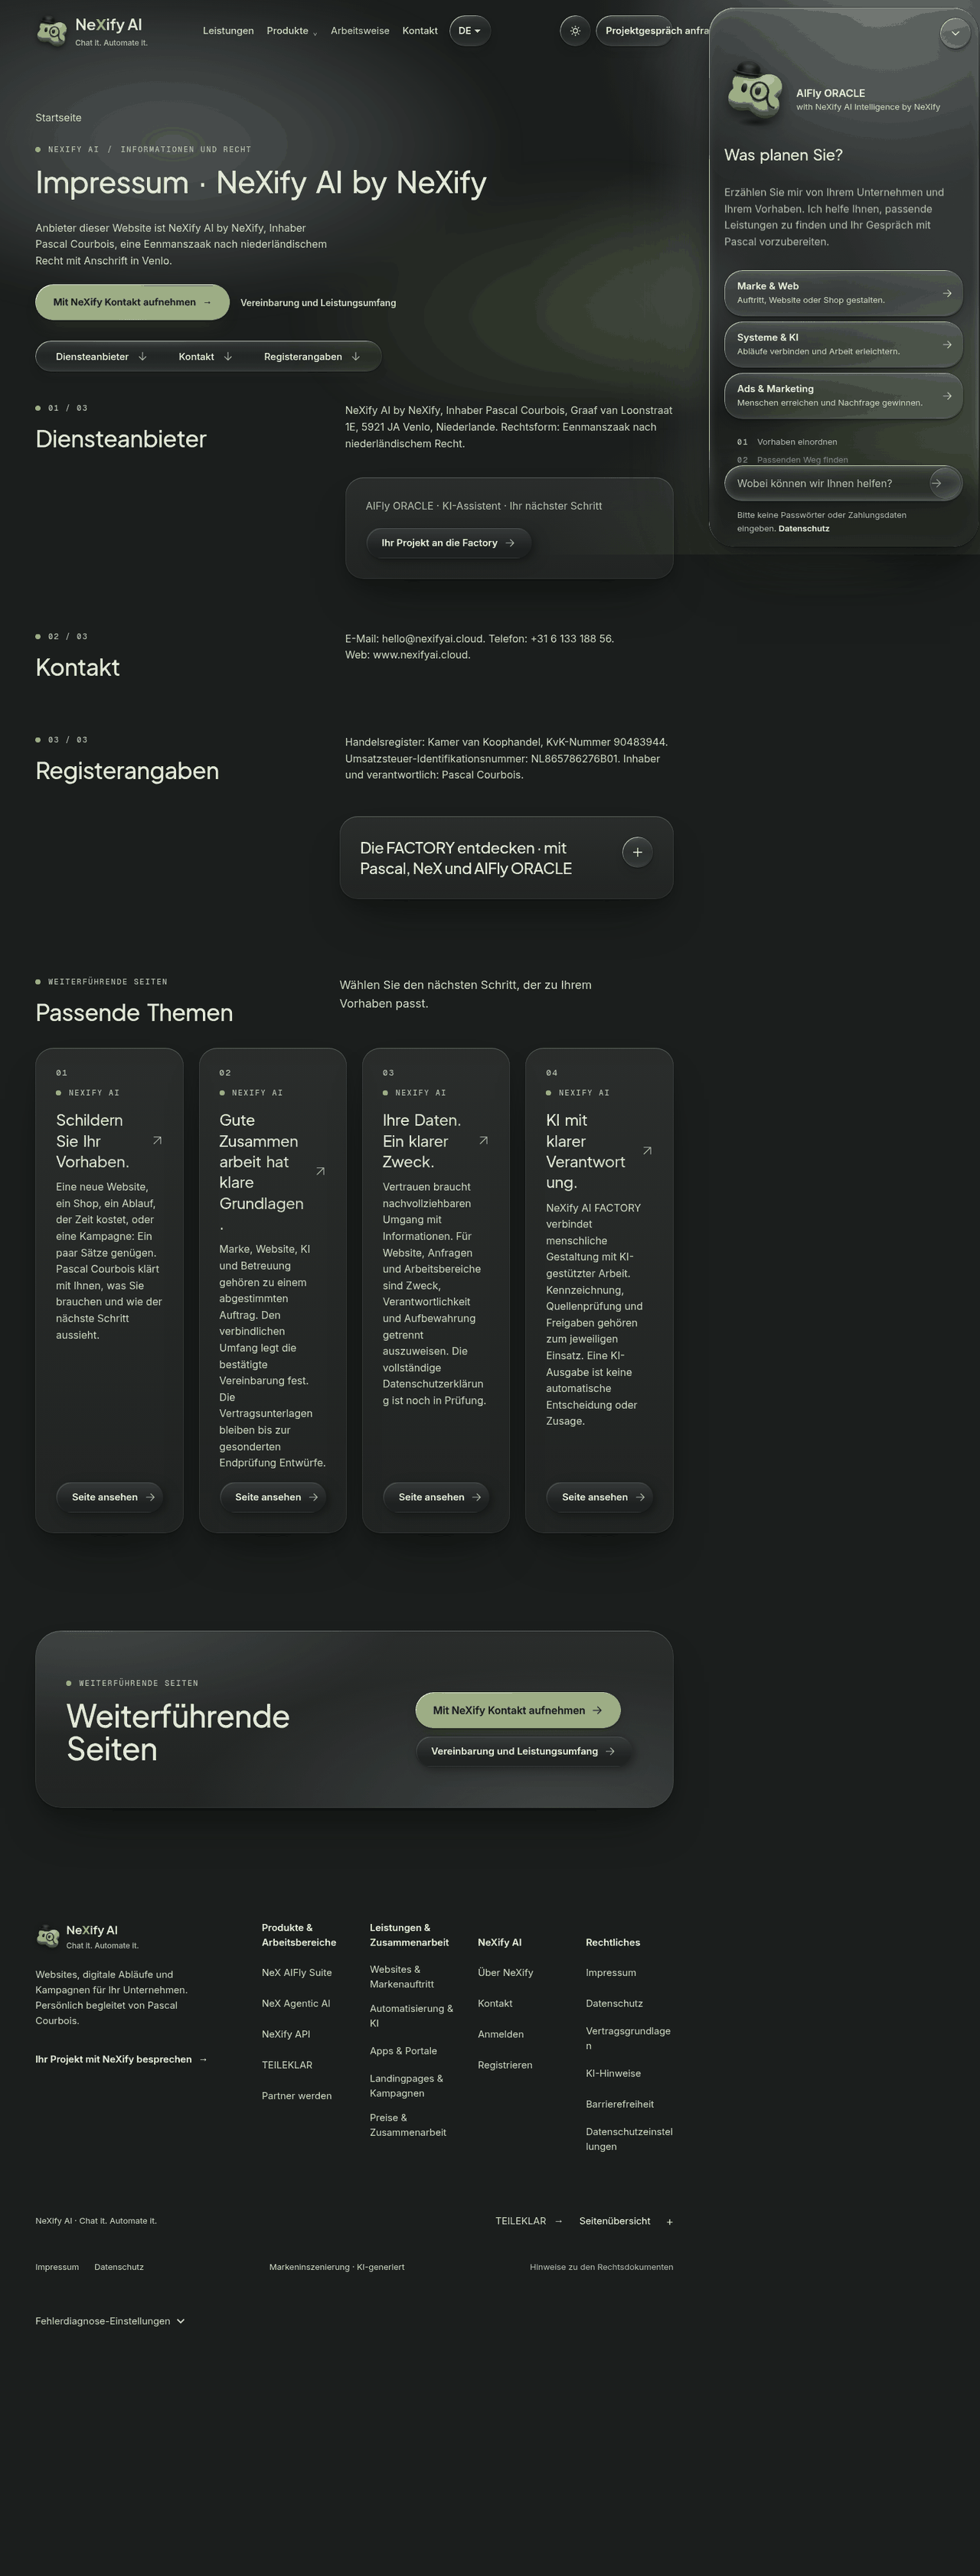 NeXify AI
Chat it. Automate it.
Leistungen
Produkte
Arbeitsweise
Kontakt
DE
Projektgespräch anfra
Startseite
NEXIFY AI / INFORMATIONEN UND RECHT
Impressum · NeXify AI by NeXify
Anbieter dieser Website ist NeXify AI by NeXify, Inhaber
Pascal Courbois, eine Eenmanszaak nach niederländischem
Recht mit Anschrift in Venlo.
Mit NeXify Kontakt aufnehmen →
Vereinbarung und Leistungsumfang
Diensteanbieter ↓
Kontakt ↓
Registerangaben ↓
AIFly ORACLE
with NeXify AI Intelligence by NeXify
Was planen Sie?
Erzählen Sie mir von Ihrem Unternehmen und
Ihrem Vorhaben. Ich helfe Ihnen, passende
Leistungen zu finden und Ihr Gespräch mit
Pascal vorzubereiten.
Marke & Web
Auftritt, Website oder Shop gestalten.
→
Systeme & KI
Abläufe verbinden und Arbeit erleichtern.
→
Ads & Marketing
Menschen erreichen und Nachfrage gewinnen.
→
01 Vorhaben einordnen
02 Passenden Weg finden
Wobei können wir Ihnen helfen?
→
Bitte keine Passwörter oder Zahlungsdaten
eingeben. Datenschutz
01 / 03
Diensteanbieter
NeXify AI by NeXify, Inhaber Pascal Courbois, Graaf van Loonstraat
1E, 5921 JA Venlo, Niederlande. Rechtsform: Eenmanszaak nach
niederländischem Recht.
AIFly ORACLE · KI-Assistent · Ihr nächster Schritt
Ihr Projekt an die Factory →
02 / 03
Kontakt
E-Mail: hello@nexifyai.cloud. Telefon: +31 6 133 188 56.
Web: www.nexifyai.cloud.
03 / 03
Registerangaben
Handelsregister: Kamer van Koophandel, KvK-Nummer 90483944.
Umsatzsteuer-Identifikationsnummer: NL865786276B01. Inhaber
und verantwortlich: Pascal Courbois.
Die FACTORY entdecken · mit
Pascal, NeX und AIFly ORACLE
+
WEITERFÜHRENDE SEITEN
Passende Themen
Wählen Sie den nächsten Schritt, der zu Ihrem
Vorhaben passt.
01
NEXIFY AI
Schildern
Sie Ihr
Vorhaben.
Eine neue Website,
ein Shop, ein Ablauf,
der Zeit kostet, oder
eine Kampagne: Ein
paar Sätze genügen.
Pascal Courbois klärt
mit Ihnen, was Sie
brauchen und wie der
nächste Schritt
aussieht.
Seite ansehen →
02
NEXIFY AI
Gute
Zusammen
arbeit hat
klare
Grundlagen
.
Marke, Website, KI
und Betreuung
gehören zu einem
abgestimmten
Auftrag. Den
verbindlichen
Umfang legt die
bestätigte
Vereinbarung fest.
Die
Vertragsunterlagen
bleiben bis zur
gesonderten
Endprüfung Entwürfe.
Seite ansehen →
03
NEXIFY AI
Ihre Daten.
Ein klarer
Zweck.
Vertrauen braucht
nachvollziehbaren
Umgang mit
Informationen. Für
Website, Anfragen
und Arbeitsbereiche
sind Zweck,
Verantwortlichkeit
und Aufbewahrung
getrennt
auszuweisen. Die
vollständige
Datenschutzerklärun
g ist noch in Prüfung.
Seite ansehen →
04
NEXIFY AI
KI mit
klarer
Verantwort
ung.
NeXify AI FACTORY
verbindet
menschliche
Gestaltung mit KI-
gestützter Arbeit.
Kennzeichnung,
Quellenprüfung und
Freigaben gehören
zum jeweiligen
Einsatz. Eine KI-
Ausgabe ist keine
automatische
Entscheidung oder
Zusage.
Seite ansehen →
WEITERFÜHRENDE SEITEN
Weiterführende
Seiten
Mit NeXify Kontakt aufnehmen →
Vereinbarung und Leistungsumfang →
NeXify AI
Chat it. Automate it.
Websites, digitale Abläufe und
Kampagnen für Ihr Unternehmen.
Persönlich begleitet von Pascal
Courbois.
Ihr Projekt mit NeXify besprechen →
Produkte &
Arbeitsbereiche
NeX AIFly Suite
NeX Agentic AI
NeXify API
TEILEKLAR
Partner werden
Leistungen &
Zusammenarbeit
Websites &
Markenauftritt
Automatisierung &
KI
Apps & Portale
Landingpages &
Kampagnen
Preise &
Zusammenarbeit
NeXify AI
Über NeXify
Kontakt
Anmelden
Registrieren
Rechtliches
Impressum
Datenschutz
Vertragsgrundlage
n
KI-Hinweise
Barrierefreiheit
Datenschutzeinstel
lungen
NeXify AI · Chat it. Automate it.
TEILEKLAR →
Seitenübersicht +
Impressum
Datenschutz
Markeninszenierung · KI-generiert
Hinweise zu den Rechtsdokumenten
Fehlerdiagnose-Einstellungen